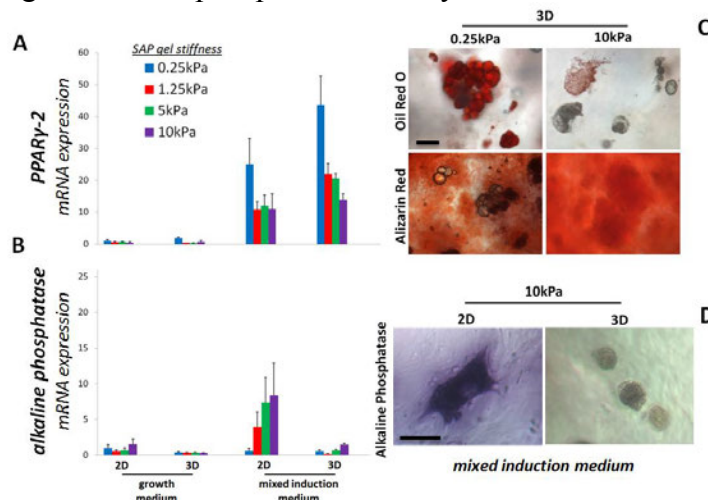 A
SAP gel stiffness
0.25kPa
1.25kPa
5kPa
10kPa
PPARγ-2
mRNA expression
60
50
40
30
20
10
0
B
alkaline phosphatase
mRNA expression
25
20
15
10
5
0
2D
3D
2D
3D
growth
medium
mixed induction
medium
C
3D
0.25kPa
10kPa
Oil Red O
Alizarin Red
D
10kPa
2D
3D
Alkaline Phosphatase
mixed induction medium